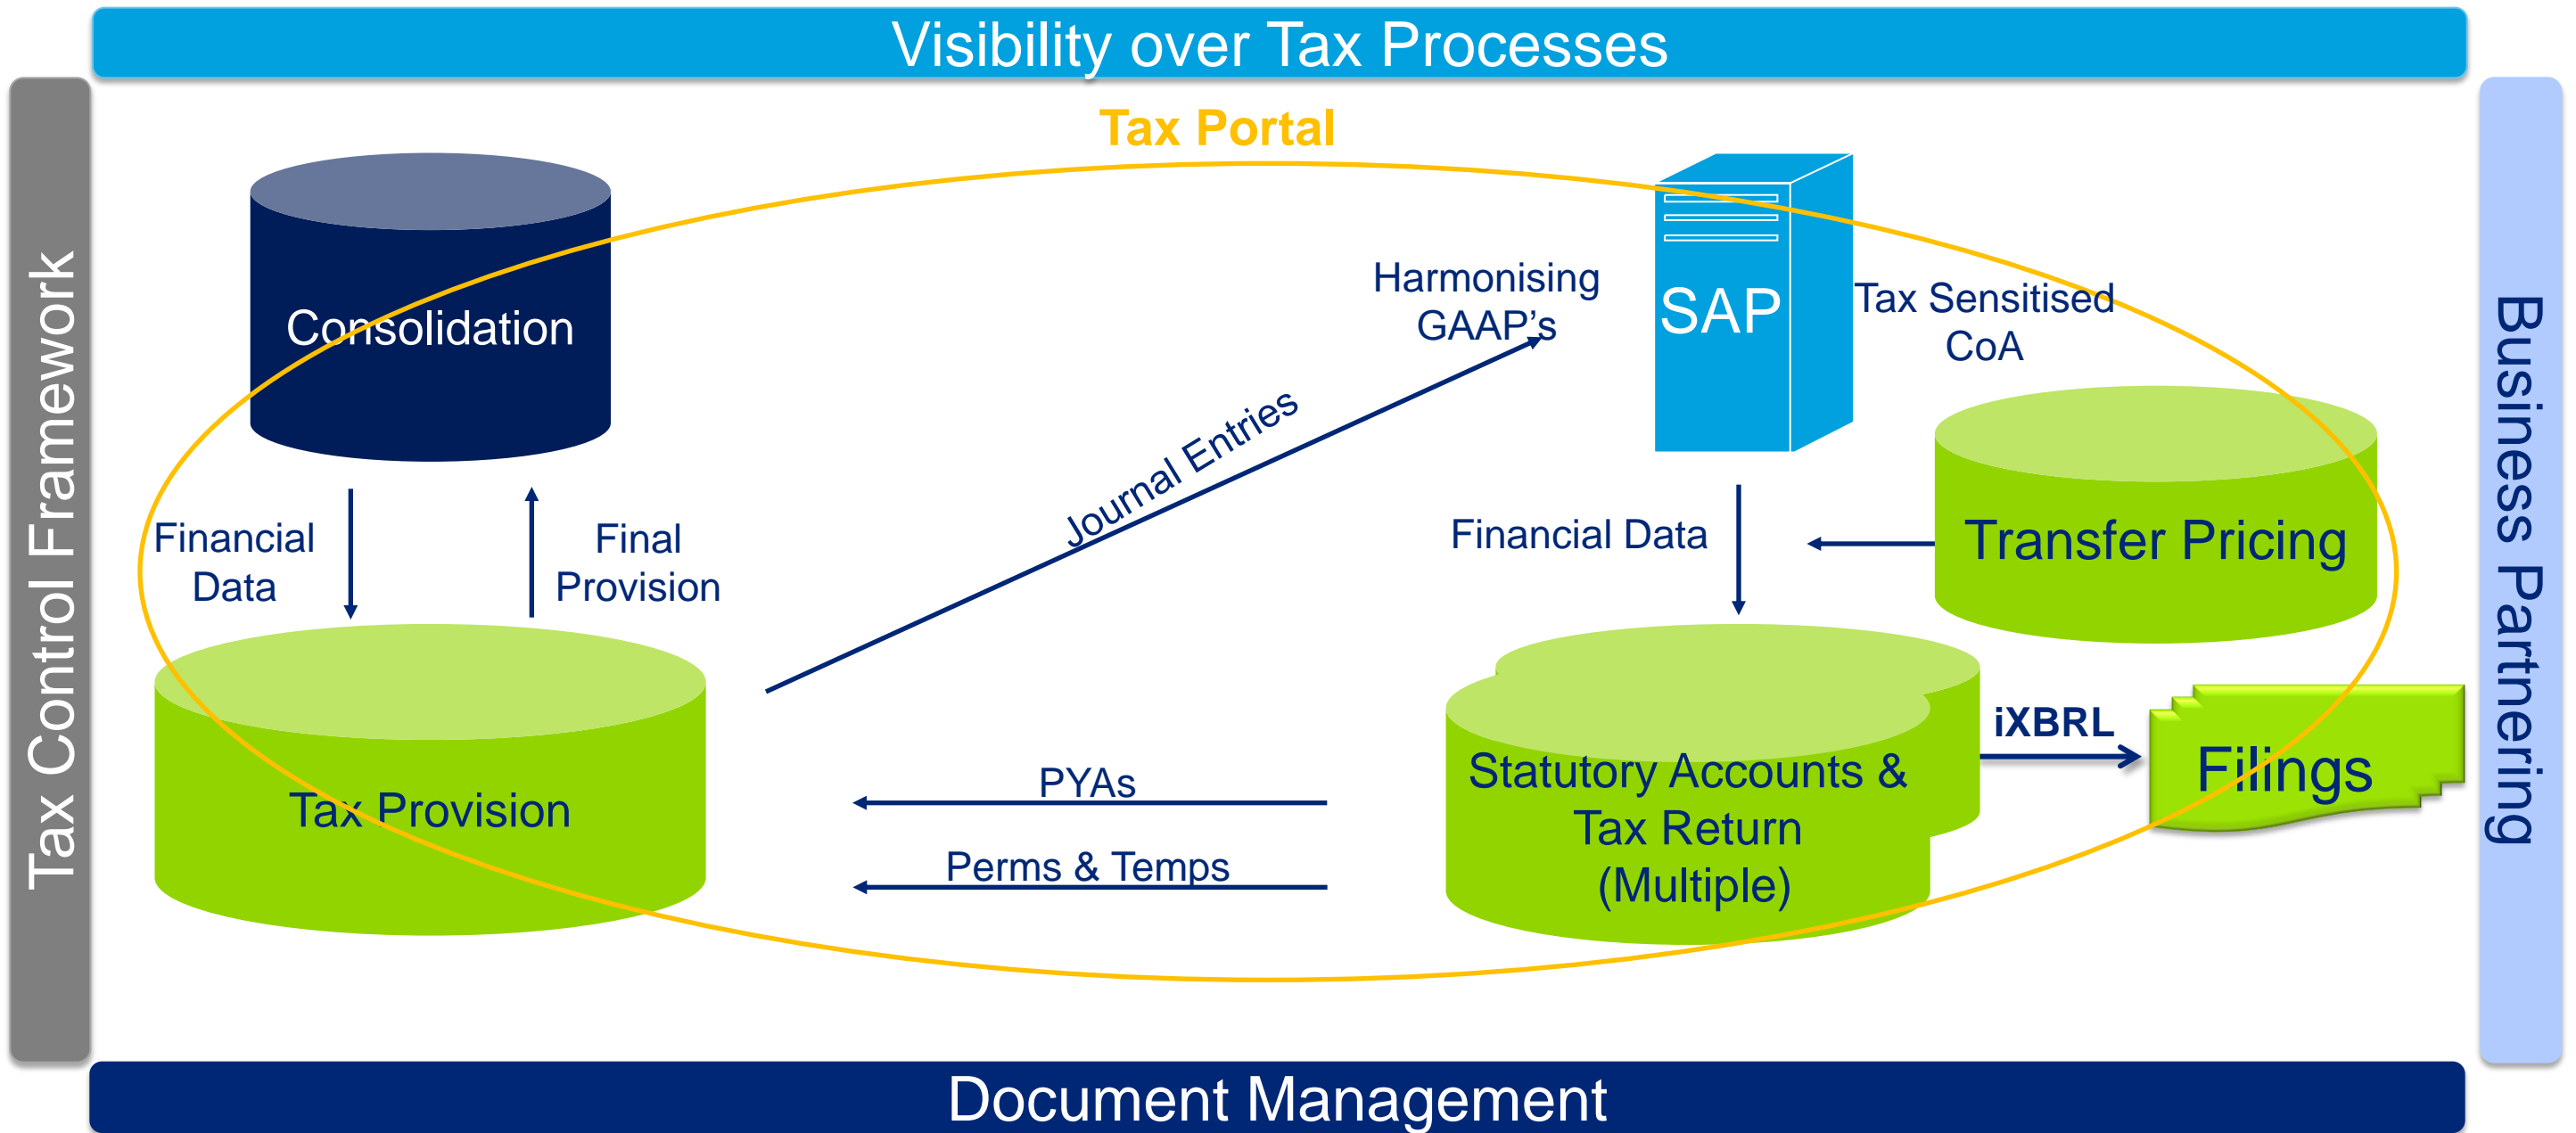 Visibility over Tax Processes
Tax Control Framework
Tax Portal
Consolidation
Harmonising
GAAP’s
SAP
Tax Sensitised
CoA
Business Partnering
Journal Entries
Financial
Data
Final
Provision
Financial Data
Transfer Pricing
Tax Provision
PYAs
Perms & Temps
Statutory Accounts &
Tax Return
(Multiple)
iXBRL
Filings
Document Management